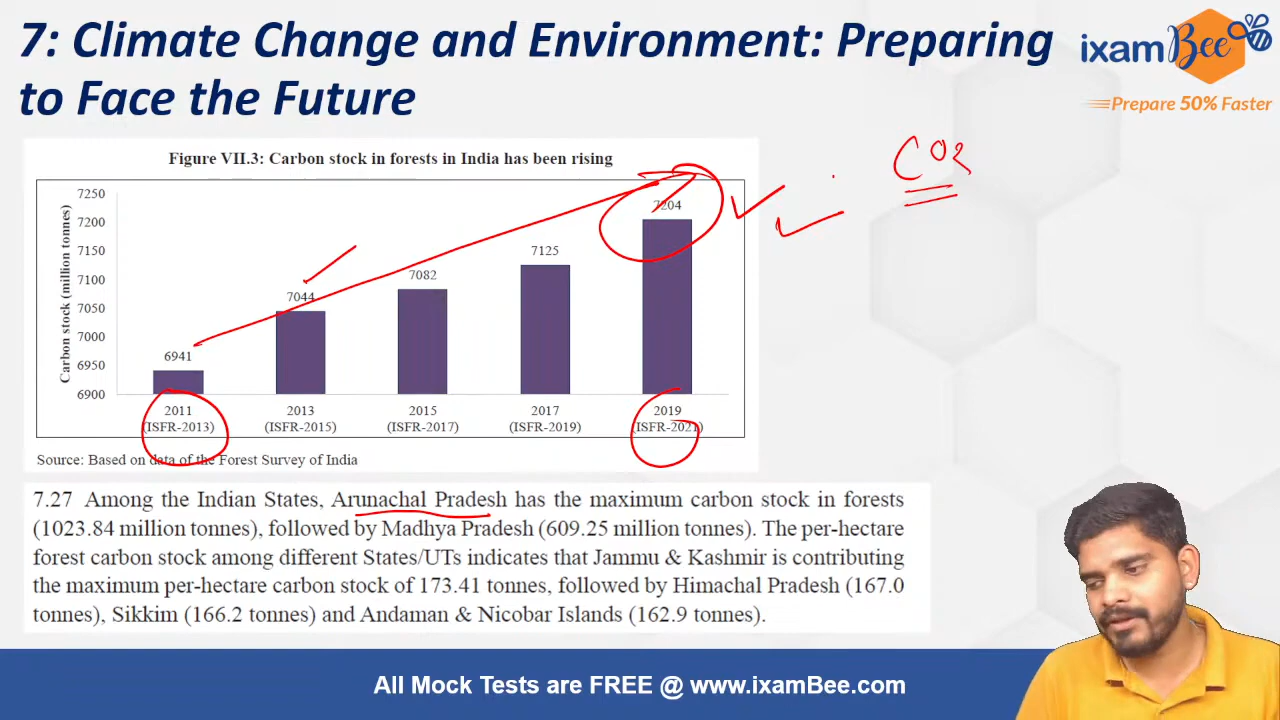 7: Climate Change and Environment: Preparing
to Face the Future
ixamBee
Prepare 50% Faster
Figure VII.3: Carbon stock in forests in India has been rising
CO2
Carbon stock (million tonnes)
7250
7200
7150
7100
7050
7000
6950
6900
6941
7044
7082
7125
7204
2011 2013 2015 2017 2019
(ISFR-2013) (ISFR-2015) (ISFR-2017) (ISFR-2019) (ISFR-2021)
Source: Based on data of the Forest Survey of India
7.27 Among the Indian States, Arunachal Pradesh has the maximum carbon stock in forests
(1023.84 million tonnes), followed by Madhya Pradesh (609.25 million tonnes). The per-hectare
forest carbon stock among different States/UTs indicates that Jammu & Kashmir is contributing
the maximum per-hectare carbon stock of 173.41 tonnes, followed by Himachal Pradesh (167.0
tonnes), Sikkim (166.2 tonnes) and Andaman & Nicobar Islands (162.9 tonnes).
All Mock Tests are FREE @ www.ixamBee.com